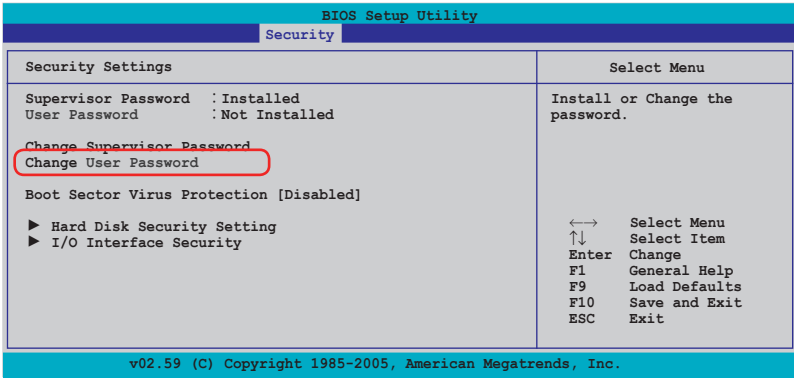 BIOS Setup Utility
Security
Security Settings
Supervisor Password : Installed
User Password : Not Installed
Change Supervisor Password
Change User Password
Boot Sector Virus Protection [Disabled]
► Hard Disk Security Setting
► I/O Interface Security
Select Menu
Install or Change the
password.
←→ Select Menu
↑↓ Select Item
Enter Change
F1 General Help
F9 Load Defaults
F10 Save and Exit
ESC Exit
v02.59 (C) Copyright 1985-2005, American Megatrends, Inc.